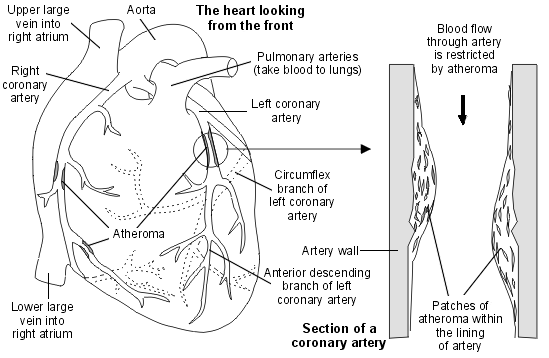 Upper large
vein into
right atrium
Aorta
The heart looking
from the front
Pulmonary arteries
(take blood to lungs)
Right
coronary
artery
Left coronary
artery
Circumflex
branch of
left coronary
artery
Atheroma
Anterior descending
branch of left
coronary artery
Lower large
vein into
right atrium
Blood flow
through artery
is restricted
by atheroma
Artery wall
Patches of
atheroma within
the lining
of artery
Section of a
coronary artery